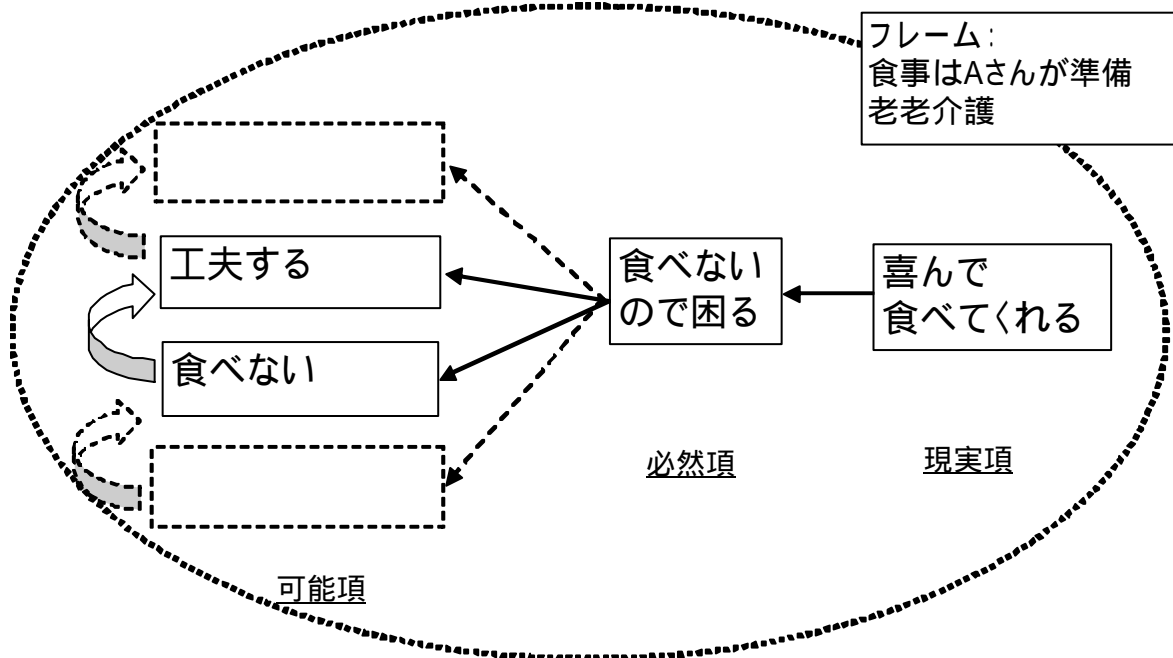 フレーム:
食事はAさんが準備
老老介護
工夫する
食べない
食べない
ので困る
喜んで
食べてくれる
必然項
現実項
可能項